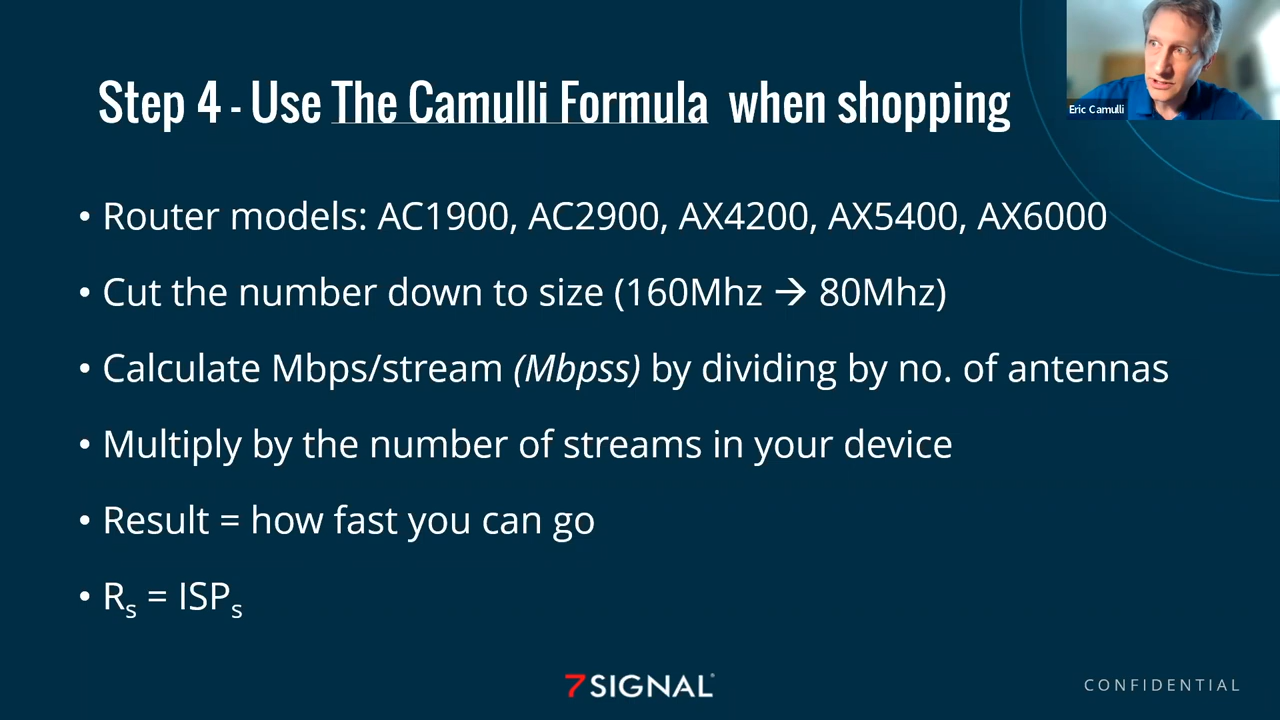 Step 4 - Use The Camulli Formula when shopping
Eric Camulli
• Router models: AC1900, AC2900, AX4200, AX5400, AX6000
• Cut the number down to size (160Mhz → 80Mhz)
• Calculate Mbps/stream (Mbpss) by dividing by no. of antennas
• Multiply by the number of streams in your device
• Result = how fast you can go
• Rs = ISPs
7SIGNAL
CONFIDENTIAL